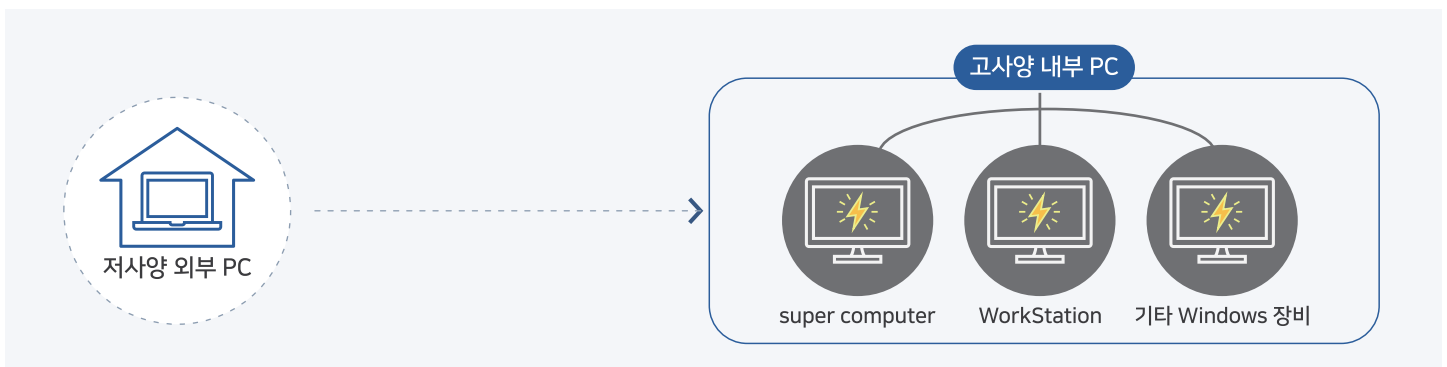 고사양 내부 PC
저사양 외부 PC
super computer
WorkStation
기타 Windows 장비